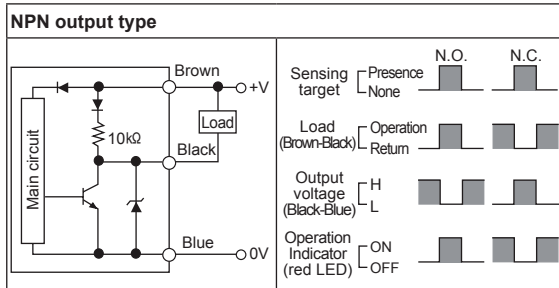 NPN output type
Brown
+V
Load
10kΩ
Black
Main circuit
Blue
0V
N.O.
N.C.
Sensing target
Presence
None
Load
(Brown-Black)
Operation
Return
Output voltage
(Black-Blue)
H
L
Operation Indicator
(red LED)
ON
OFF